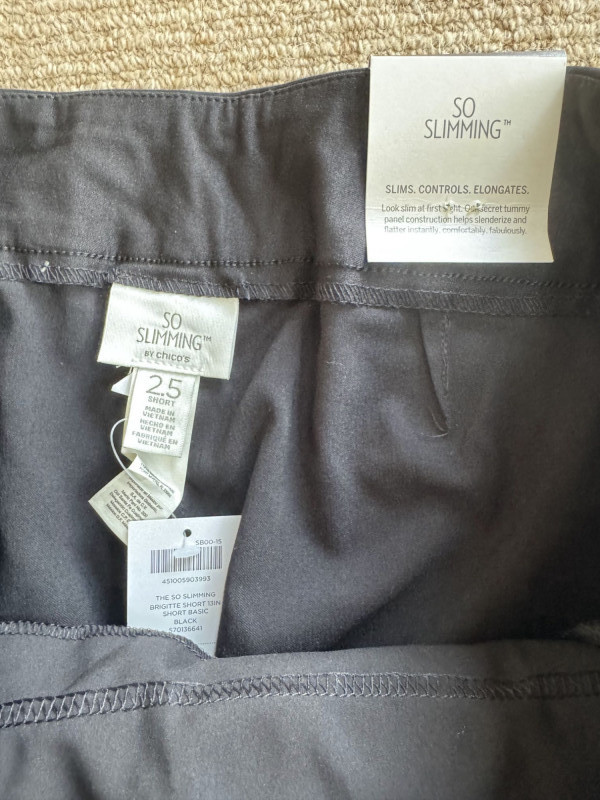 SO
SLIMMING™
SLIMS. CONTROLS. ELONGATES.
Look slim at first sight. Our secret tummy
panel construction helps slenderize and
flatter instantly, comfortably, fabulously.
SO
SLIMMING™
BY chico's
2.5
SHORT
MADE IN
VIETNAM
HECHO EN
VIETNAM
FABRIQUÉ EN
VIETNAM
5800-15
451005903993
THE SO SLIMMING
BRIGITTE SHORT 13IN
SHORT BASIC
BLACK
570136641